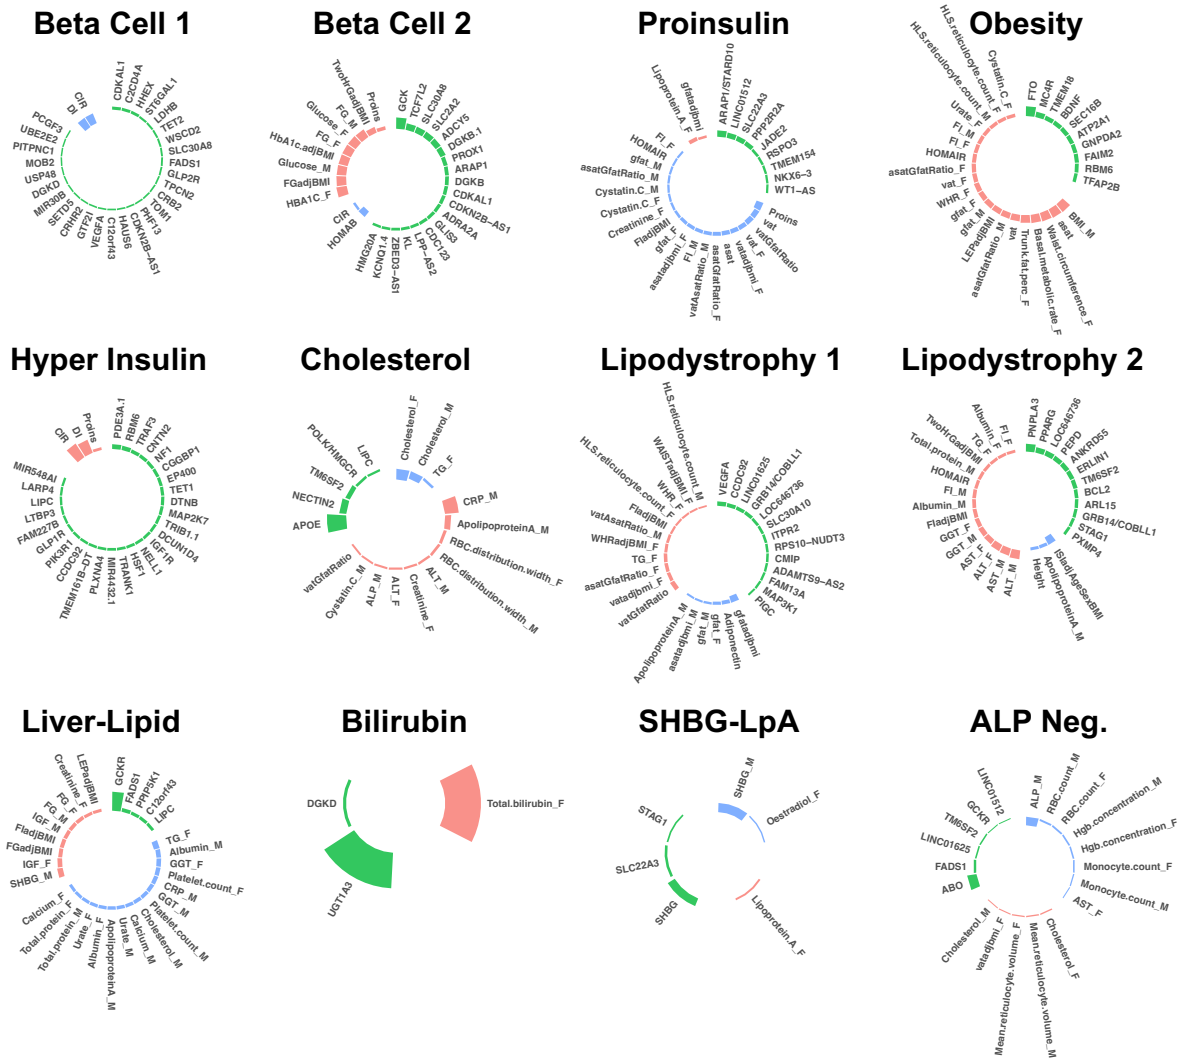 Beta Cell 1
CDKAL1
C2CD4A
HHEX
ST6GAL1
LDHB
TET2
WSCD2
SLC30A8
FADS1
GLP2R
TPCN2
CRB2
TOM1
PHF13
CDKN2B−AS1
HAUS6
C12orf43
VEGFA
GTF2I
CRHR2
SETD5
MIR30B
DGKD
USP48
MOB2
PITPNC1
UBE2E2
PCGF3
DI
CIR
Beta Cell 2
GCK
TCF7L2
SLC30A8
SLC2A2
ADCY5
DGKB.1
PROX1
ARAP1
DGKB
CDKAL1
CDKN2B−AS1
ADRA2A
GLIS3
CDC123
LPP−AS2
KL
ZBED3−AS1
KCNQ1.1
HMG20A
HOMAB
CIR
HBA1C_F
FGadjBMI
Glucose_M
HbA1c.adjBMI
FG_F
Glucose_F
FG_M
TwoHrGadjBMI
Proins
Proinsulin
ARAP1/STARD10
LINC01512
SLC22A3
PPP2R2A
JADE2
RSPO3
TMEM154
NKX6−3
WT1−AS
Proins
vat
vatGfatRatio
vat_F
vatadjbmi_F
asat
asatGfatRatio_F
vatAsatRatio_M
FI_M
asatadjbmi_F
gfat_F
FIadjBMI
Creatinine_F
Cystatin.C_F
Cystatin.C_M
asatGfatRatio_M
gfat_M
HOMAIR
FI_F
Lipoprotein.A_F
gfatadjbmi
Obesity
FTO
MC4R
TMEM18
BDNF
SEC16B
ATP2A1
GNPDA2
FAIM2
RBM6
TFAP2B
BMI_M
asat
Waist.circumference_F
Basal.metabolic.rate_F
Trunk.fat.perc_F
vat
asatGfatRatio_M
LEPadjBMI
gfat_M
gfat_F
WHR_F
vat_F
asatGfatRatio_F
HOMAIR
FI_F
FI_M
Urate_F
HLS.reticulocyte.count_M
HLS.reticulocyte.count_F
Cystatin.C_F
Hyper Insulin
PDE3A.1
RBM6
TRAF3
CNTN2
NF1
CGGBP1
EP400
TET1
DTNB
MAP2K7
TRIB1.1
DCUN1D4
IGF1R
NELL1
HSF1
TRANK1
MIR4432.1
PLXNA4
TMEM161B−DT
CCDC92
PIK3R1
GLP1R
FAM227B
LTBP3
LIPC
LARP4
MIR548AI
CIR
DI
Proins
Cholesterol
Cholesterol_F
Cholesterol_M
TG_F
CRP_M
ApolipoproteinA_M
RBC.distribution.width_F
RBC.distribution.width_M
ALT_M
Creatinine_F
ALT_F
ALP_M
Cystatin.C_M
vatGfatRatio
APOE
NECTIN2
TM6SF2
POLK/HMGCR
LIPC
Lipodystrophy 1
VEGFA
CCDC92
LINC01625
GRB14/COBLL1
LOC646736
SLC30A10
ITPR2
RPS10−NUDT3
CMIP
ADAMTS9−AS2
FAM13A
MAP3K1
PIGC
gfatadjbmi
Adiponectin
gfat_F
gfat_M
asatadjbmi_M
ApolipoproteinA_M
vatGfatRatio
vatadjbmi_F
asatGfatRatio_F
TG_F
WHRadjBMI_F
vatAsatRatio_M
FIadjBMI
HLS.reticulocyte.count_F
WHR_F
WAISTadjBMI_F
HLS.reticulocyte.count_M
Lipodystrophy 2
PNPLA3
PPARG
LOC646736
PEPD
ANKRD55
ERLIN1
TM6SF2
BCL2
ARL15
GRB14/COBLL1
STAG1
PXMP4
ISIadjAgeSexBMI
ApolipoproteinA_M
Height
ALT_M
AST_M
ALT_F
AST_F
GGT_M
GGT_F
FIadjBMI
Albumin_M
FI_M
HOMAIR
Total.protein_M
TwoHrGadjBMI
TG_F
Albumin_F
FI_F
Liver-Lipid
GCKR
FADS1
PPIP5K1
C12orf43
LIPC
TG_F
Albumin_M
GGT_F
Platelet.count_F
CRP_M
GGT_M
Platelet.count_M
Cholesterol_M
Calcium_M
Urate_M
ApolipoproteinA_M
Albumin_F
Urate_F
Total.protein_M
Total.protein_F
Calcium_F
SHBG_M
IGF_F
FGadjBMI
FIadjBMI
IGF_M
FG_M
FG_F
Creatinine_F
LEPadjBMI
Bilirubin
Total.bilirubin_F
UGT1A3
DGKD
SHBG-LpA
SHBG_M
Oestradiol_F
Lipoprotein.A_F
SHBG
SLC22A3
STAG1
ALP Neg.
ALP_M
RBC.count_M
RBC.count_F
Hgb.concentration_M
Hgb.concentration_F
Monocyte.count_F
Monocyte.count_M
AST_F
Cholesterol_F
Mean.reticulocyte.volume_M
Mean.reticulocyte.volume_F
vatadjbmi_F
Cholesterol_M
ABO
FADS1
LINC01625
TM6SF2
GCKR
LINC01512